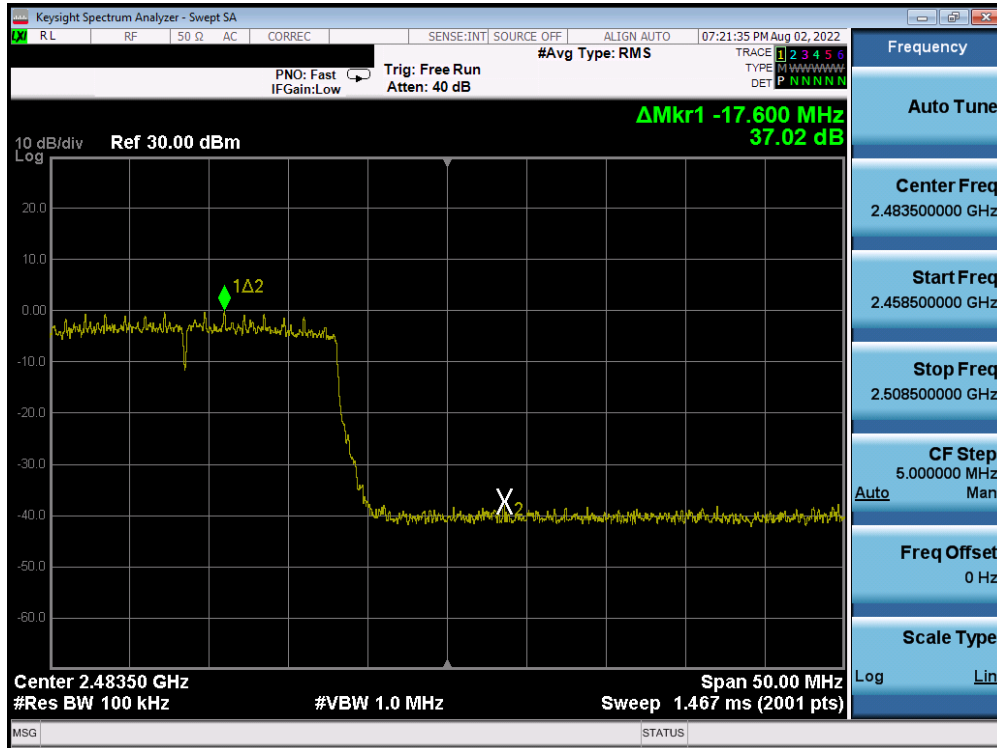 Keysight Spectrum Analyzer - Swept SA
LXI RL RF 50 Ω AC CORREC SENSE:INT SOURCE OFF ALIGN AUTO 07:21:35 PM Aug 02, 2022
#Avg Type: RMS
TRACE 1 2 3 4 5 6
TYPE M WWWWW
DET P N N N N N
PNO: Fast
IFGain:Low
Trig: Free Run
Atten: 40 dB
ΔMkr1 -17.600 MHz
37.02 dB
10 dB/div
Log
Ref 30.00 dBm
20.0
10.0
0.00
-10.0
-20.0
-30.0
-40.0
-50.0
-60.0
1Δ2
X2
Center 2.48350 GHz
#Res BW 100 kHz
#VBW 1.0 MHz
Span 50.00 MHz
Sweep 1.467 ms (2001 pts)
MSG
STATUS
Frequency
Auto Tune
Center Freq
2.483500000 GHz
Start Freq
2.458500000 GHz
Stop Freq
2.508500000 GHz
CF Step
5.000000 MHz
Auto Man
Freq Offset
0 Hz
Scale Type
Log Lin